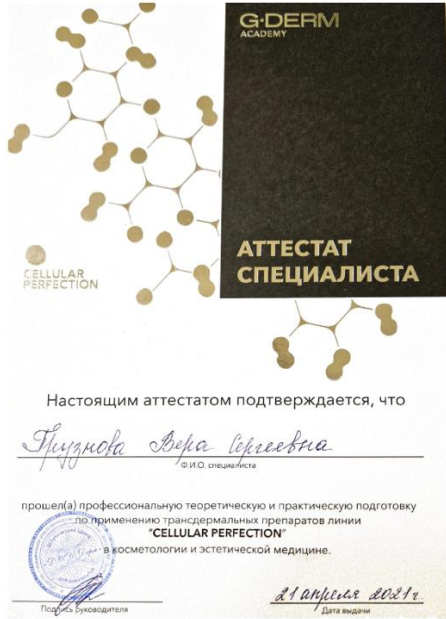 G·DERM
ACADEMY
АТТЕСТАТ
СПЕЦИАЛИСТА
CELLULAR
PERFECTION
Настоящим аттестатом подтверждается, что
Грузнова Вера Сергеевна
Ф.И.О. специалиста
прошел(а) профессиональную теоретическую и практическую подготовку
по применению трансдермальных препаратов линии
"CELLULAR PERFECTION"
в косметологии и эстетической медицине.
Подпись руководителя
21 апреля 2021г.
Дата выдачи